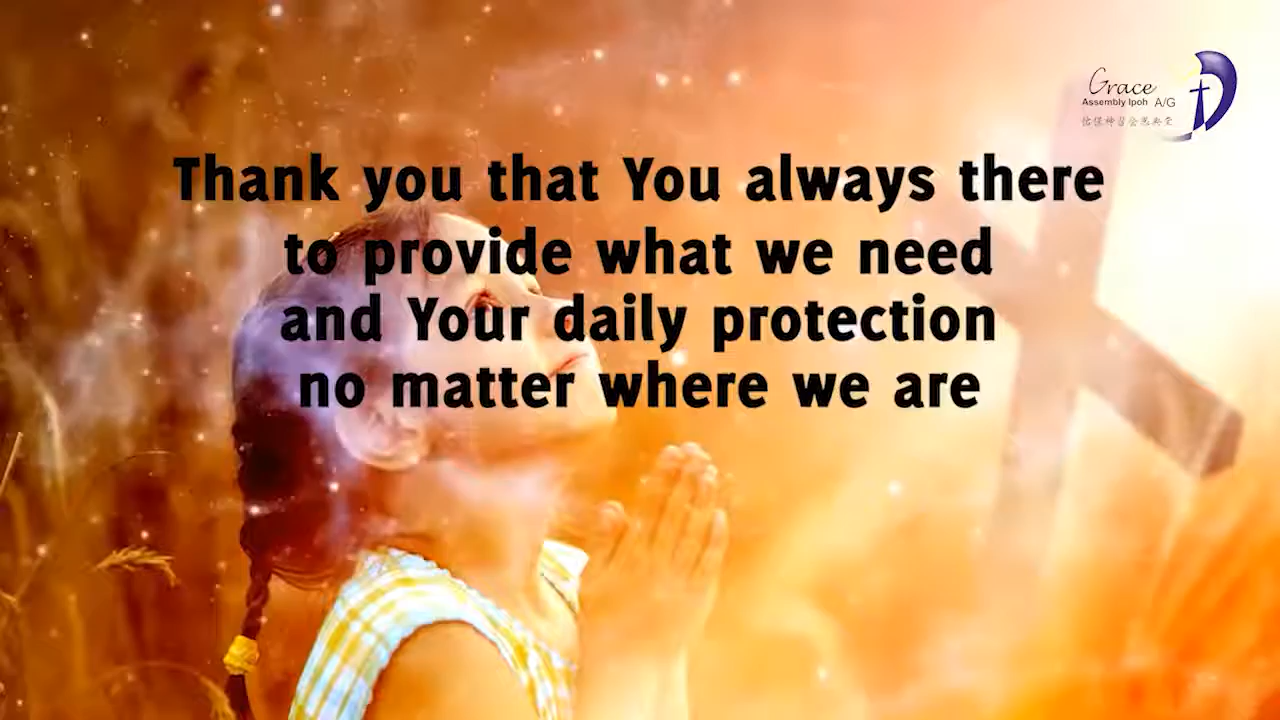 Grace
Assembly Ipoh A/G
Thank you that You always there
to provide what we need
and Your daily protection
no matter where we are